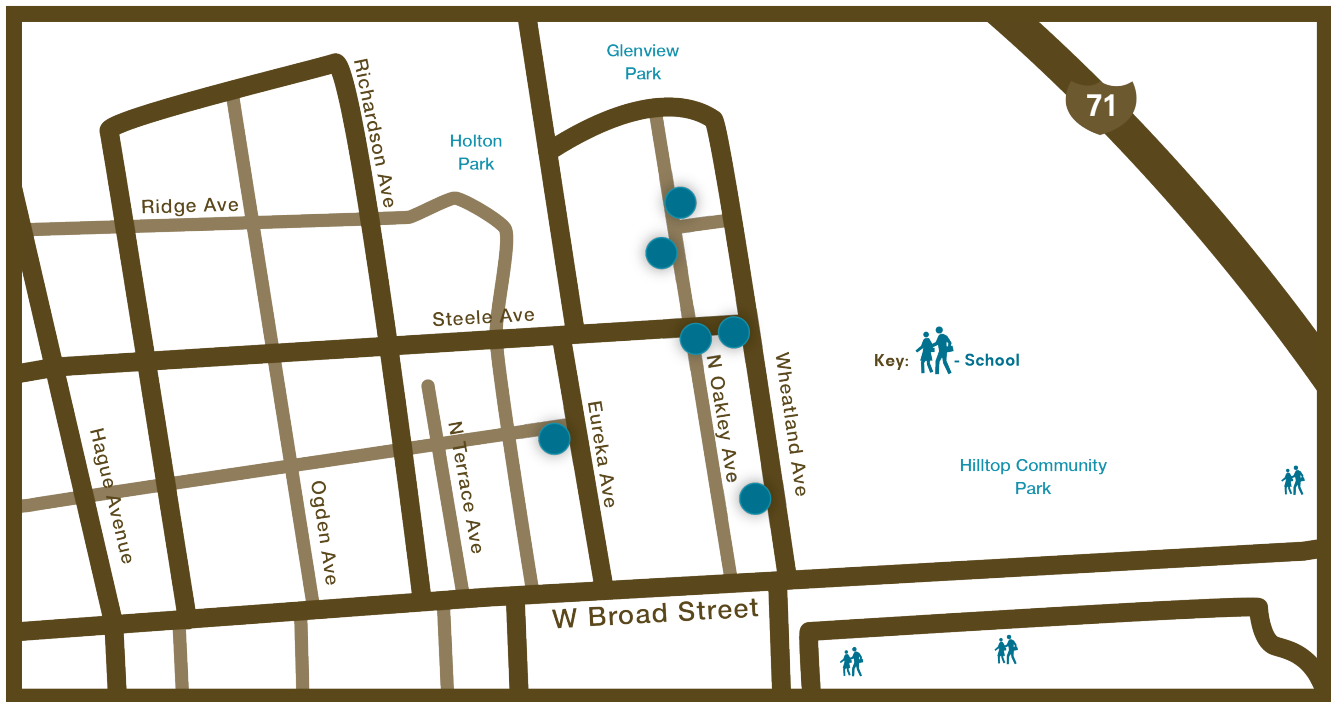 Glenview
Park
71
Richardson Ave
Holton
Park
Ridge Ave
Steele Ave
Key:
- School
N Oakley Ave
Wheatland Ave
Eureka Ave
N Terrace Ave
Hague Avenue
Ogden Ave
Hilltop Community
Park
W Broad Street